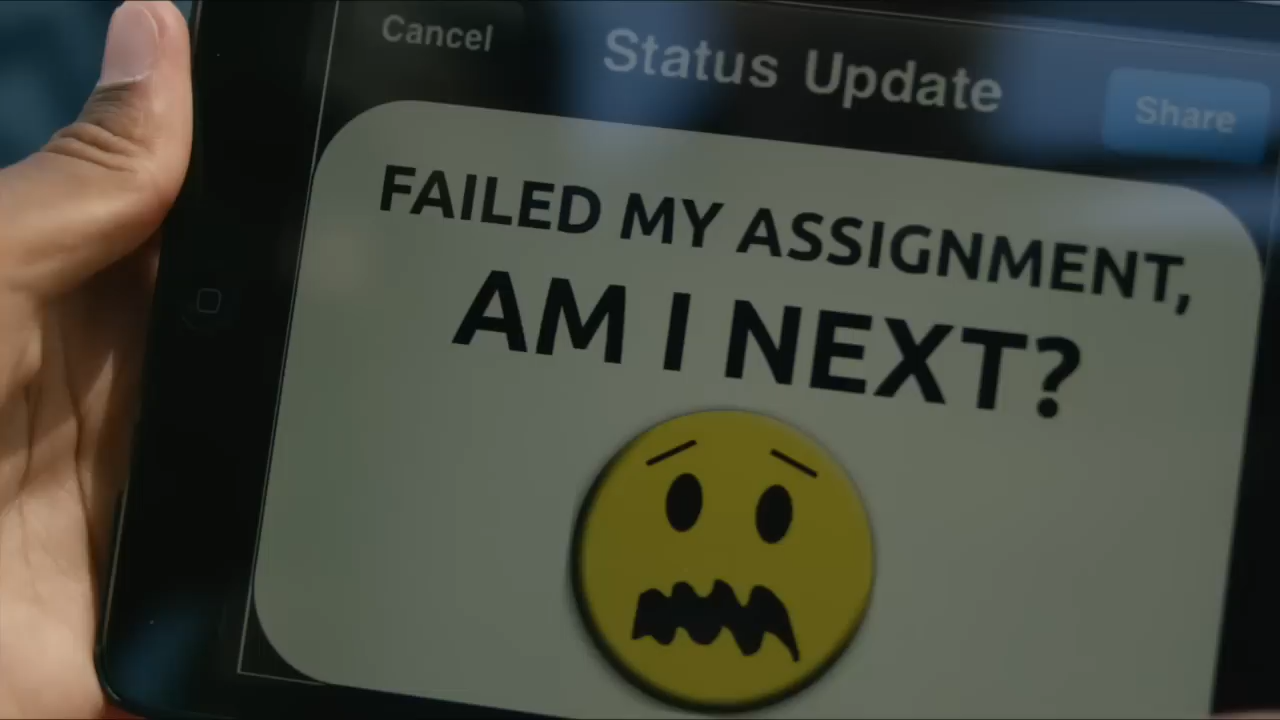 Cancel
Status Update
Share
FAILED MY ASSIGNMENT,
AM I NEXT?